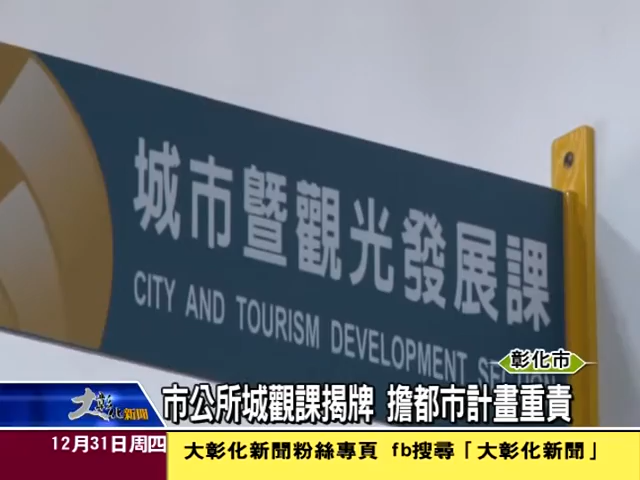 城市暨觀光發展課
CITY AND TOURISM DEVELOPMENT SECTION
彰化市
大彰化新聞
市公所城觀課揭牌 擔都市計畫重責
12月31日周四
大彰化新聞粉絲專頁 fb搜尋「大彰化新聞」